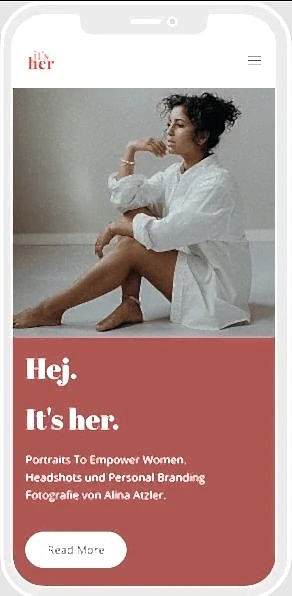 it's
her
Hej.
It's her.
Portraits To Empower Women.
Headshots und Personal Branding
Fotografie von Alina Atzler.
Read More